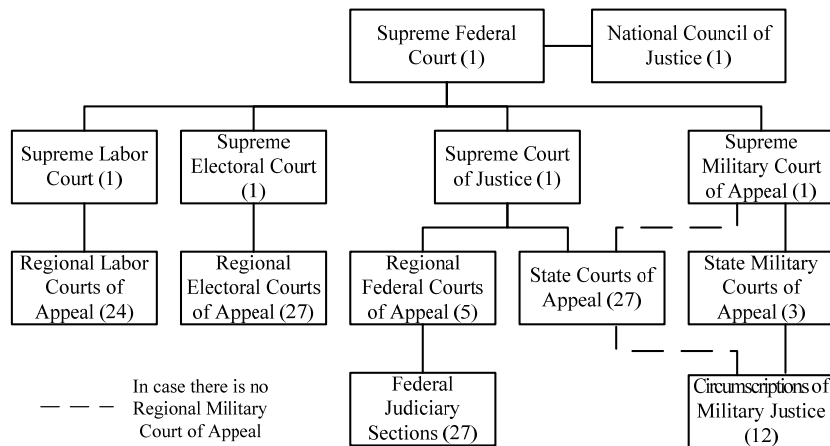 Supreme Federal
Court (1)
National Council of
Justice (1)
Supreme Labor
Court (1)
Supreme
Electoral Court
(1)
Supreme Court
of Justice (1)
Supreme
Military Court
of Appeal (1)
Regional Labor
Courts of
Appeal (24)
Regional
Electoral Courts
of Appeal (27)
Regional
Federal Courts
of Appeal (5)
State Courts of
Appeal (27)
State Military
Courts of
Appeal (3)
In case there is no
Regional Military
Court of Appeal
Federal
Judiciary
Sections (27)
Circumscriptions of
Military Justice
(12)